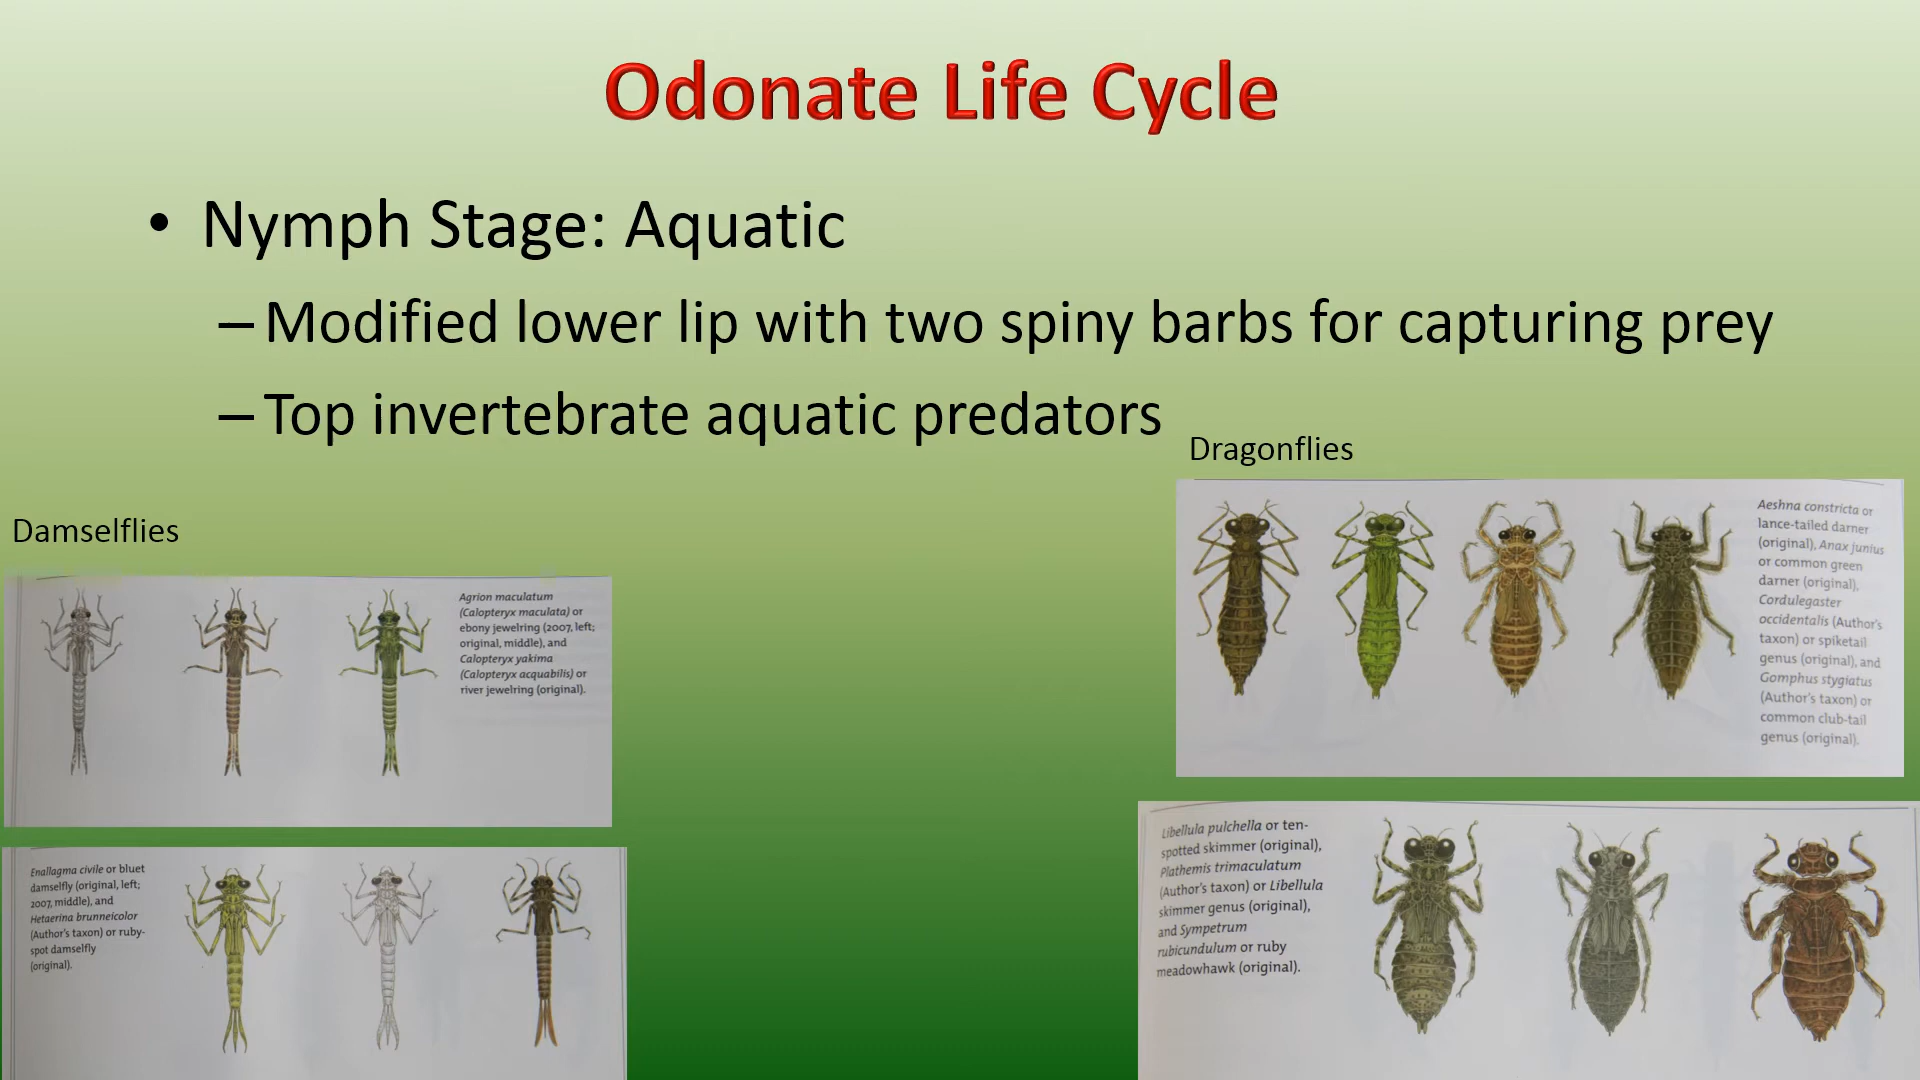 Odonate Life Cycle
• Nymph Stage: Aquatic
– Modified lower lip with two spiny barbs for capturing prey
– Top invertebrate aquatic predators
Dragonflies
Damselflies
Aeshna constricta or
lance-tailed darner
(original), Anax junius
or common green
darner (original),
Cordulegaster
occidentalis (Author's
taxon) or spiketail
genus (original), and
Gomphus stygiatus
(Author's taxon) or
common club-tail
genus (original).
Agrion maculatum
(Calopteryx maculata) or
ebony jewelring (2007, left;
original, middle), and
Calopteryx yakima
(Calopteryx acquabilis) or
river jewelring (original).
Libellula pulchella or ten-
spotted skimmer (original),
Plathemis trimaculatum
(Author's taxon) or Libellula
skimmer genus (original),
and Sympetrum
rubicundulum or ruby
meadowhawk (original).
Enallagma civile or bluet
damselfly (original, left;
2007, middle), and
Hetaerina brunneicolor
(Author's taxon) or ruby-
spot damselfly
(original).